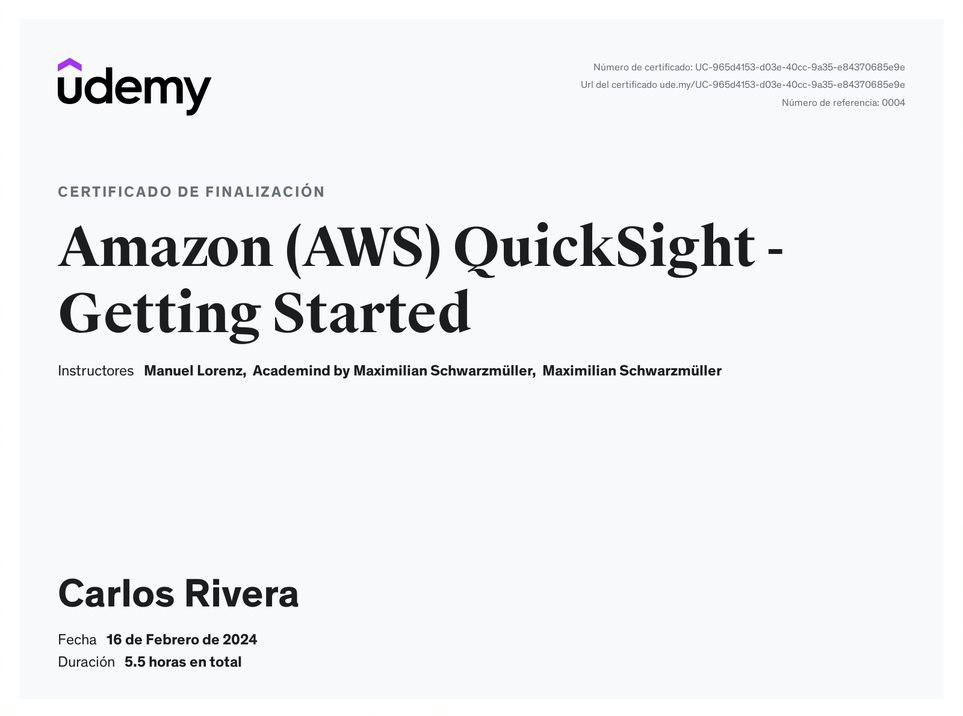 udemy
Número de certificado: UC-965d4153-d03e-40cc-9a35-e84370685e9e
Url del certificado ude.my/UC-965d4153-d03e-40cc-9a35-e84370685e9e
Número de referencia: 0004
CERTIFICADO DE FINALIZACIÓN
Amazon (AWS) QuickSight -
Getting Started
Instructores Manuel Lorenz, Academind by Maximilian Schwarzmüller, Maximilian Schwarzmüller
Carlos Rivera
Fecha 16 de Febrero de 2024
Duración 5.5 horas en total